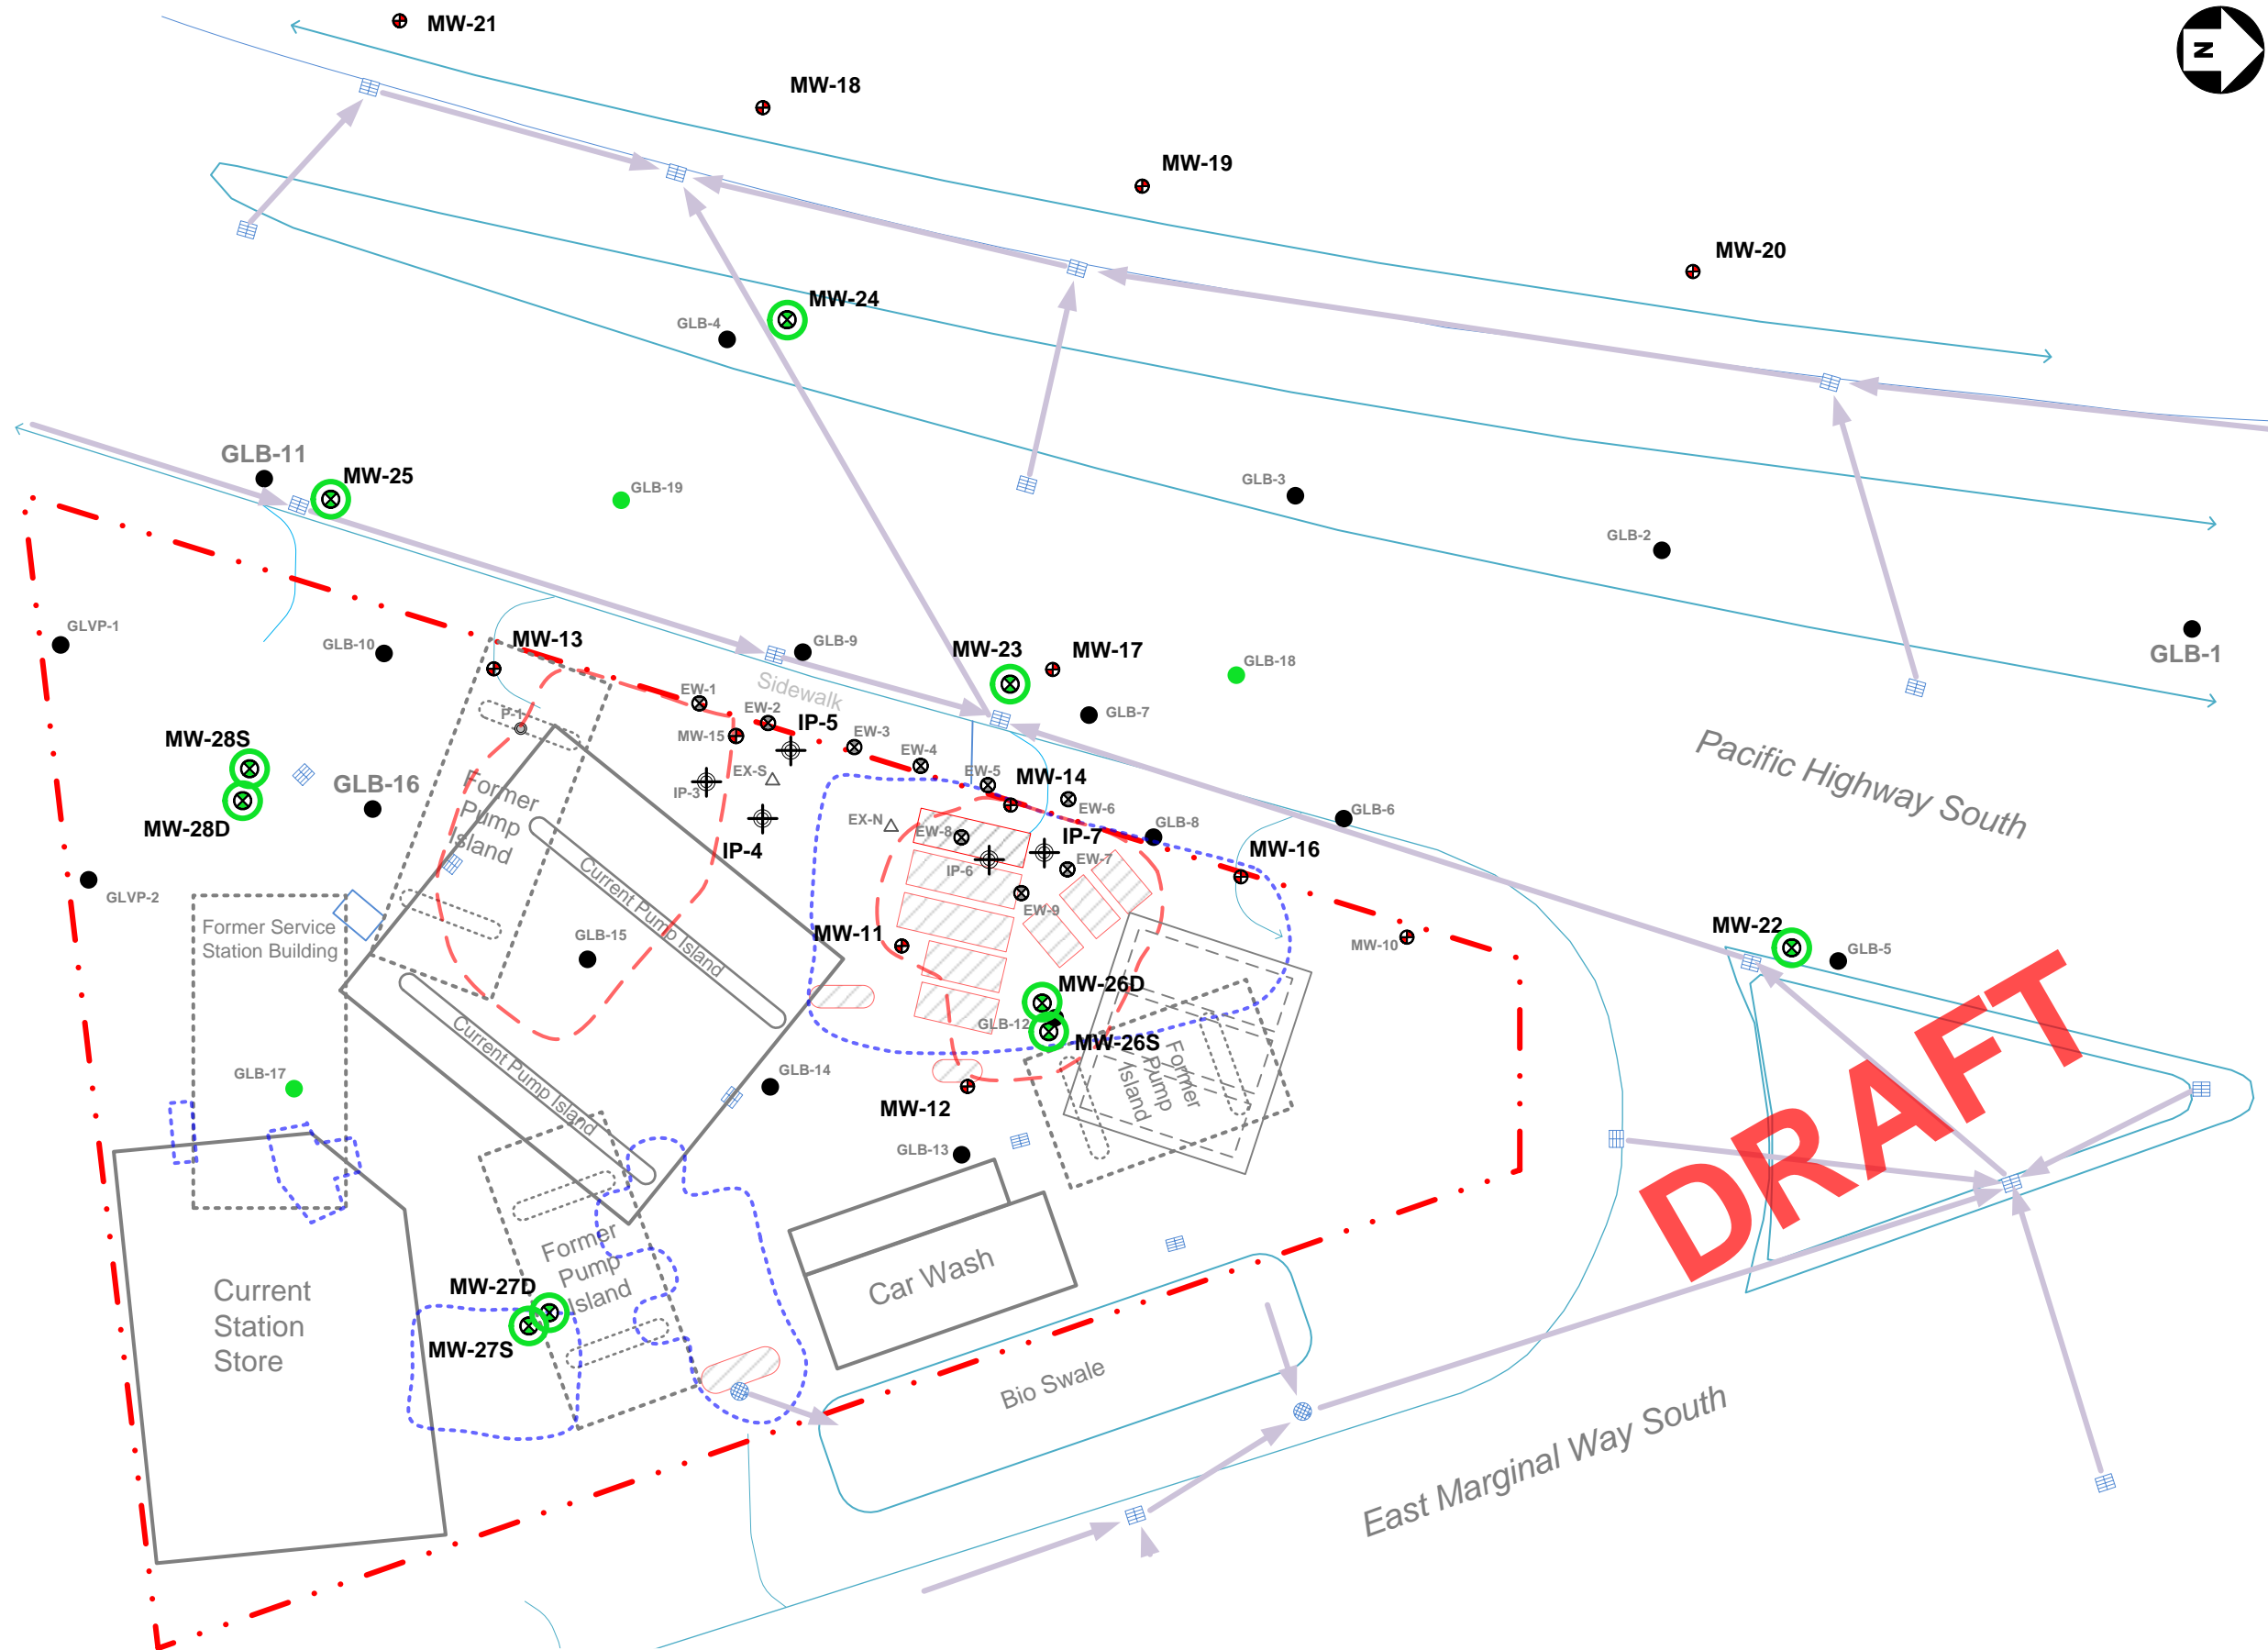 MW-21
N
MW-18
MW-19
MW-20
MW-24
GLB-4
GLB-11
MW-25
GLB-19
GLB-3
GLB-2
GLVP-1
GLB-10
MW-13
GLB-9
MW-23
MW-17
GLB-18
GLB-1
Sidewalk
EW-1
EW-2
IP-5
MW-15
EW-3
EW-4
GLB-7
P-1
Pacific Highway South
MW-28S
GLB-16
MW-28D
Former
Pump
Island
IP-3
EX-S
EW-5
MW-14
EW-6
GLB-6
IP-4
EX-N
EW-8
IP-7
GLB-8
MW-16
IP-6
EW-7
GLVP-2
Current Pump Island
EW-9
Former Service
Station Building
GLB-15
MW-11
MW-10
MW-22
GLB-5
MW-26D
GLB-12
MW-26S
Current Pump Island
Former
Pump
Island
GLB-17
GLB-14
MW-12
GLB-13
DRAFT
Former
Pump
Island
Car Wash
Current
Station
Store
MW-27D
MW-27S
Bio Swale
East Marginal Way South